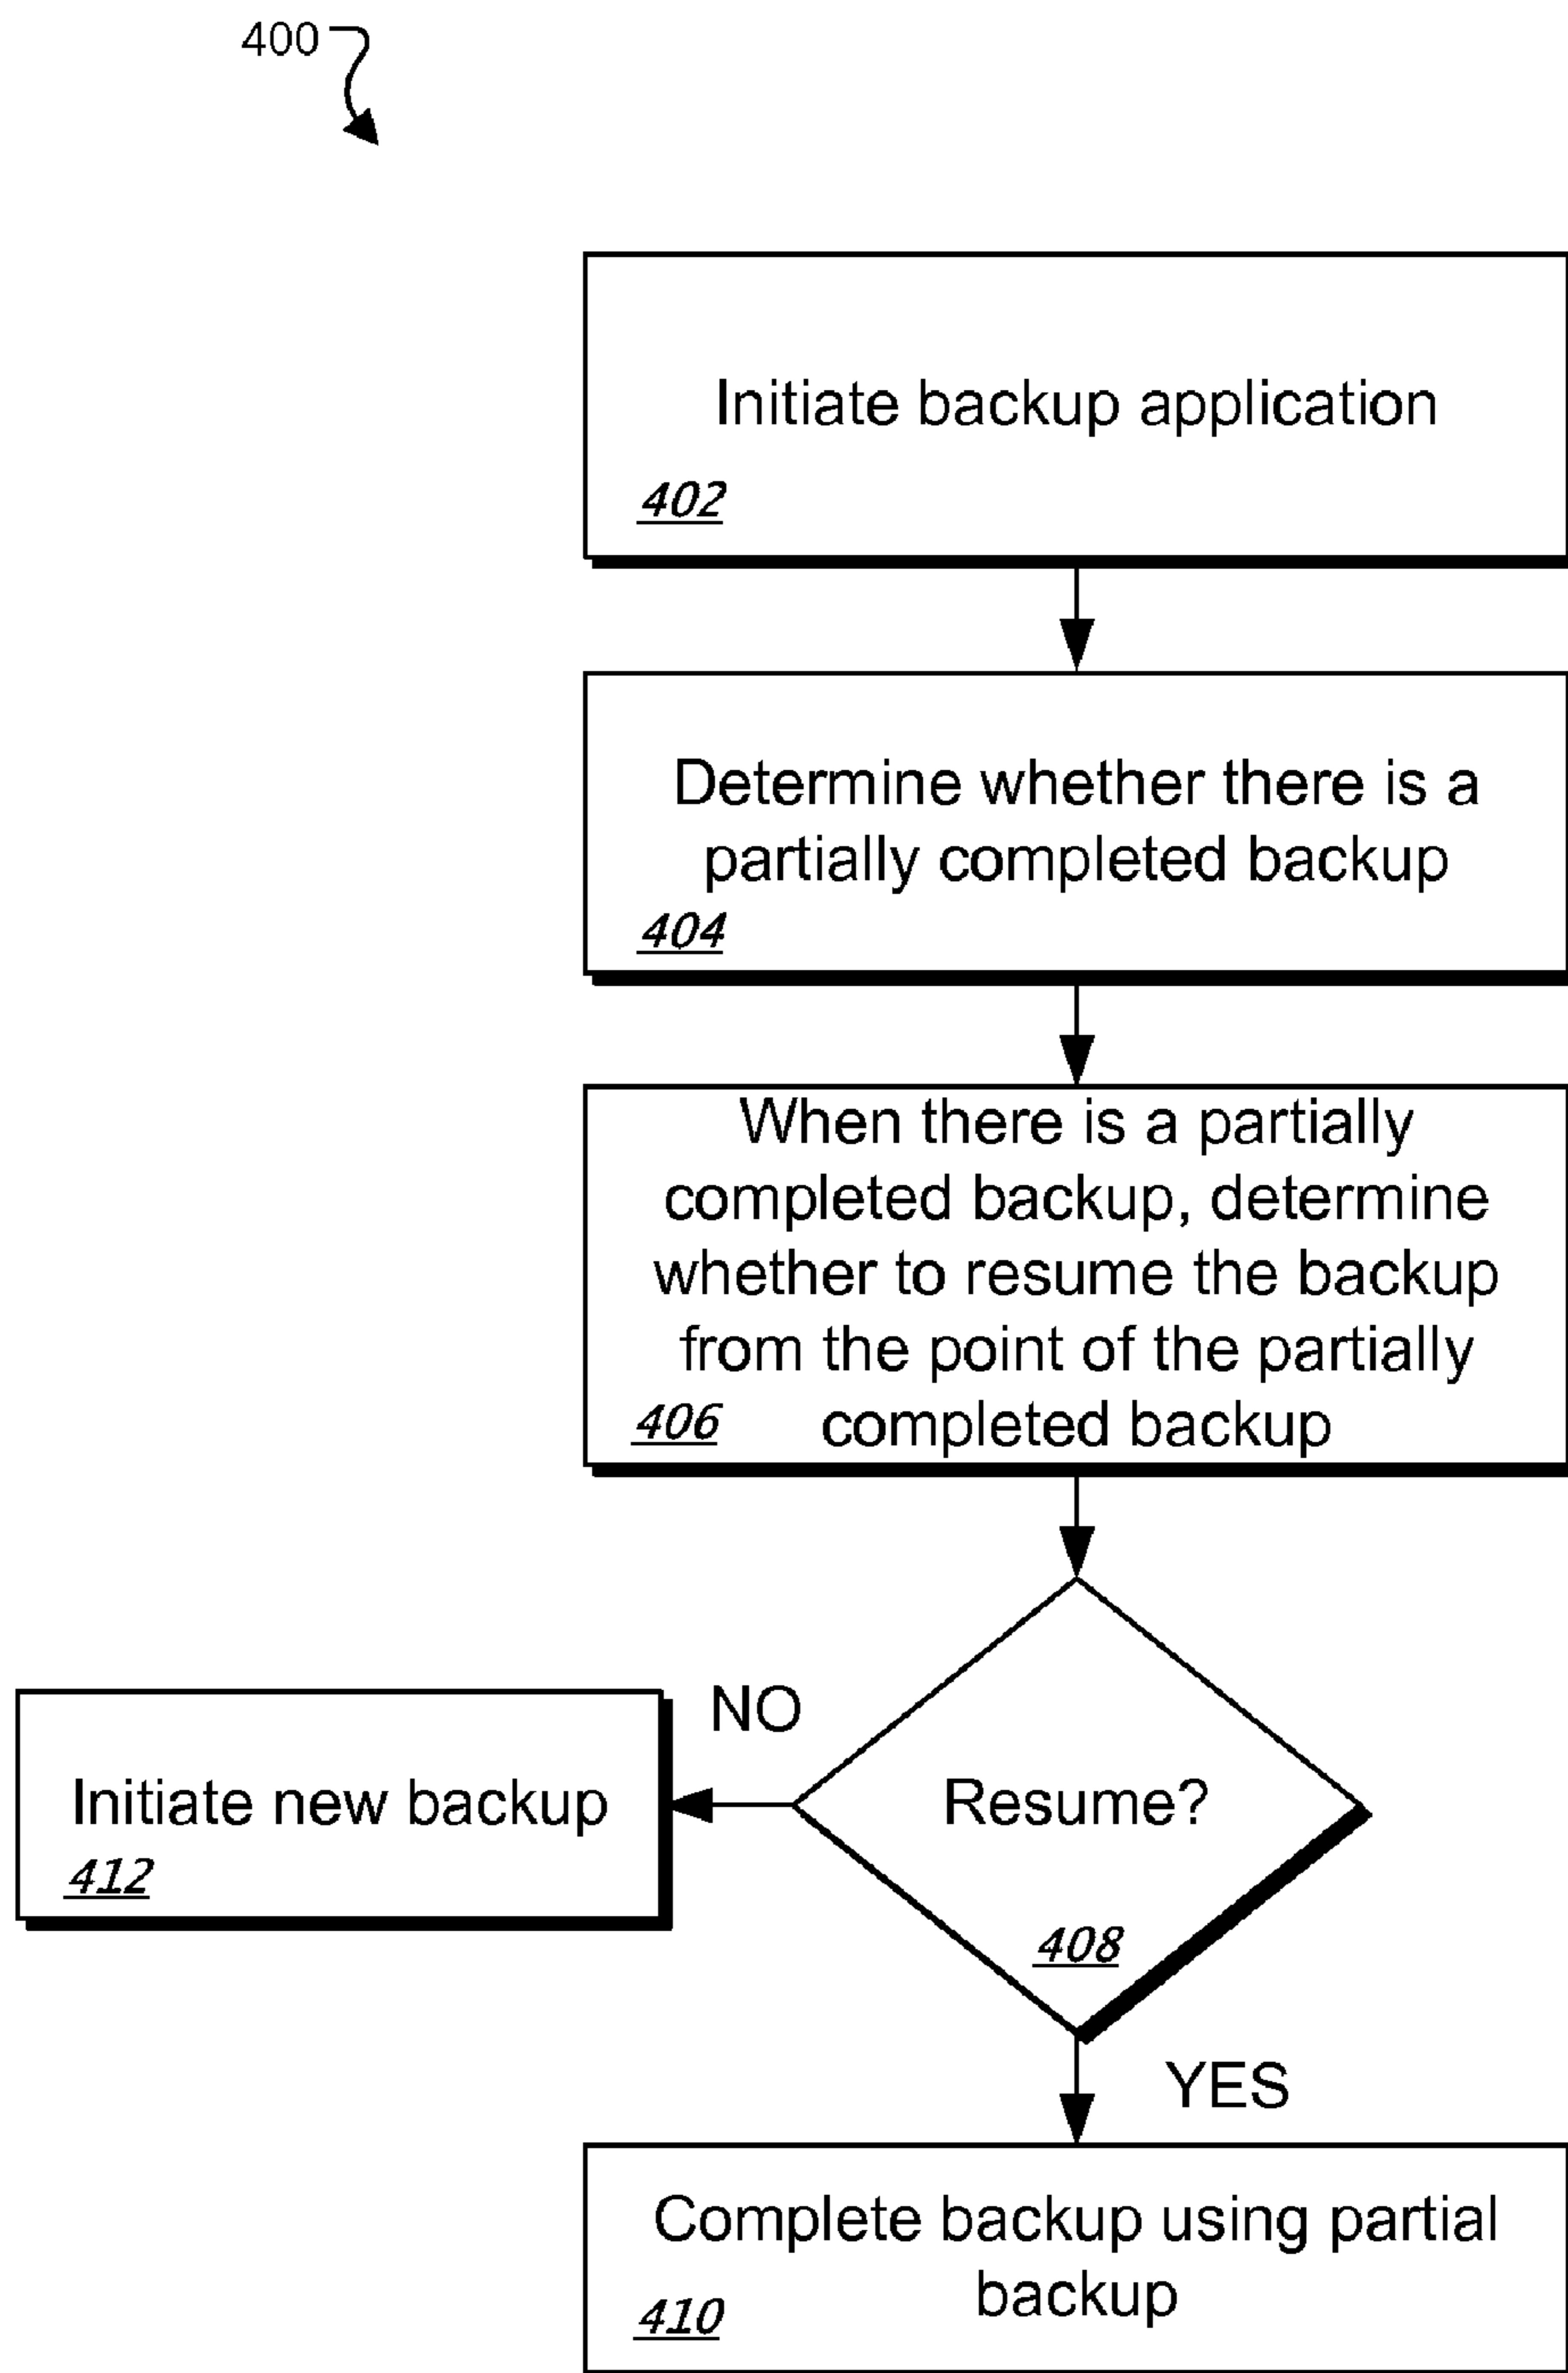 400
Initiate backup application
402
Determine whether there is a
partially completed backup
404
When there is a partially
completed backup, determine
whether to resume the backup
from the point of the partially
406 completed backup
NO
Initiate new backup
412
Resume?
408
YES
Complete backup using partial
backup
410